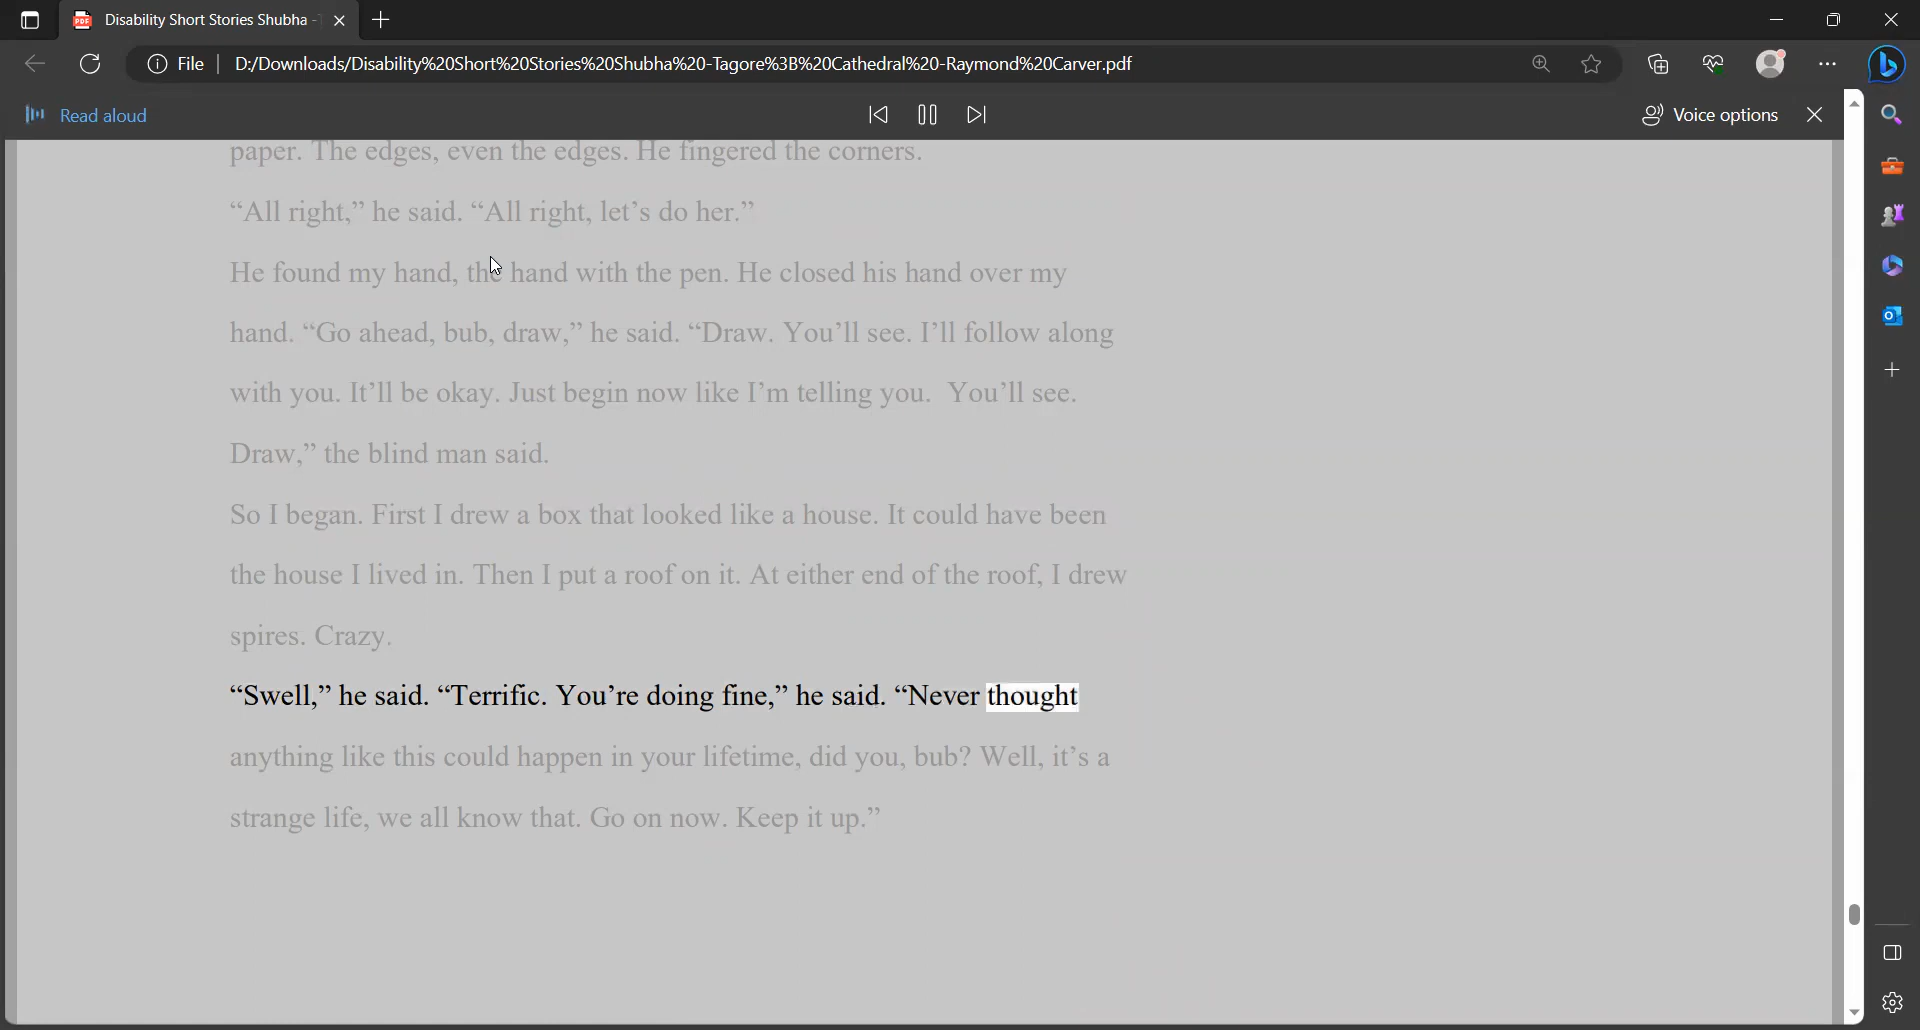 Disability Short Stories Shubha -
File
D:/Downloads/Disability%20Short%20Stories%20Shubha%20-Tagore%3B%20Cathedral%20-Raymond%20Carver.pdf
Read aloud
Voice options
paper. The edges, even the edges. He fingered the corners.
“All right,” he said. “All right, let’s do her.”
He found my hand, the hand with the pen. He closed his hand over my
hand. “Go ahead, bub, draw,” he said. “Draw. You’ll see. I’ll follow along
with you. It’ll be okay. Just begin now like I’m telling you. You’ll see.
Draw,” the blind man said.
So I began. First I drew a box that looked like a house. It could have been
the house I lived in. Then I put a roof on it. At either end of the roof, I drew
spires. Crazy.
“Swell,” he said. “Terrific. You’re doing fine,” he said. “Never thought
anything like this could happen in your lifetime, did you, bub? Well, it’s a
strange life, we all know that. Go on now. Keep it up.”